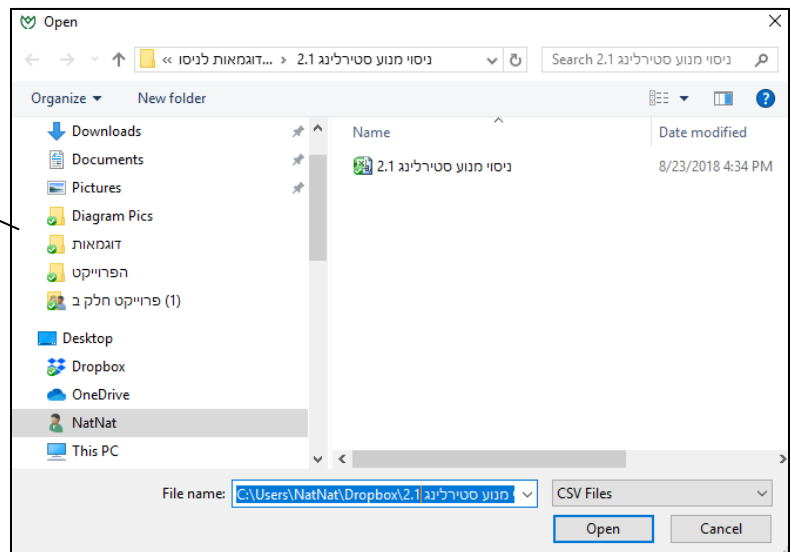 Open
« דוגמאות לניסו... › ניסוי מנוע סטירלינג 2.1
Search ניסוי מנוע סטירלינג 2.1
Organize New folder
Name Date modified
Downloads
Documents
Pictures
Diagram Pics
דוגמאות
הפרוייקט
פרוייקט חלק ב (1)
Desktop
Dropbox
OneDrive
NatNat
This PC
ניסוי מנוע סטירלינג 2.1 8/23/2018 4:34 PM
File name: C:\Users\NatNat\Dropbox\2.1 מנוע סטירלינג
CSV Files
Open Cancel